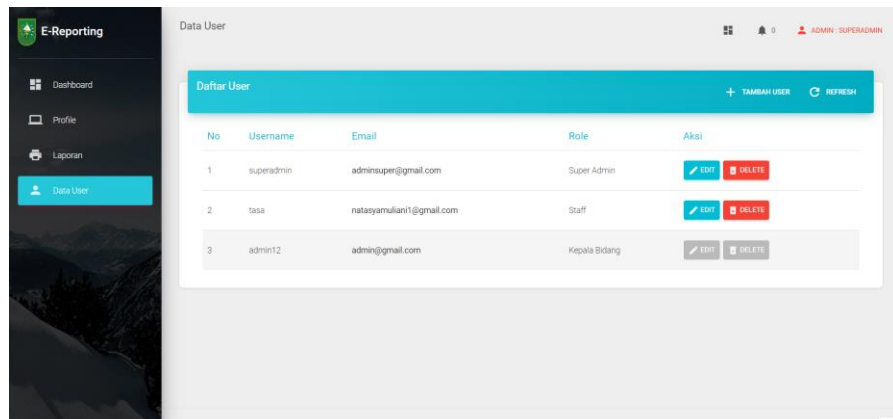 E-Reporting
Dashboard
Profile
Laporan
Data User
Data User
0
ADMIN : SUPERADMIN
Daftar User
TAMBAH USER
REFRESH
No Username Email Role Aksi
1 superadmin adminsuper@gmail.com Super Admin EDIT DELETE
2 tasa natasyamuliani1@gmail.com Staff EDIT DELETE
3 admin12 admin@gmail.com Kepala Bidang EDIT DELETE